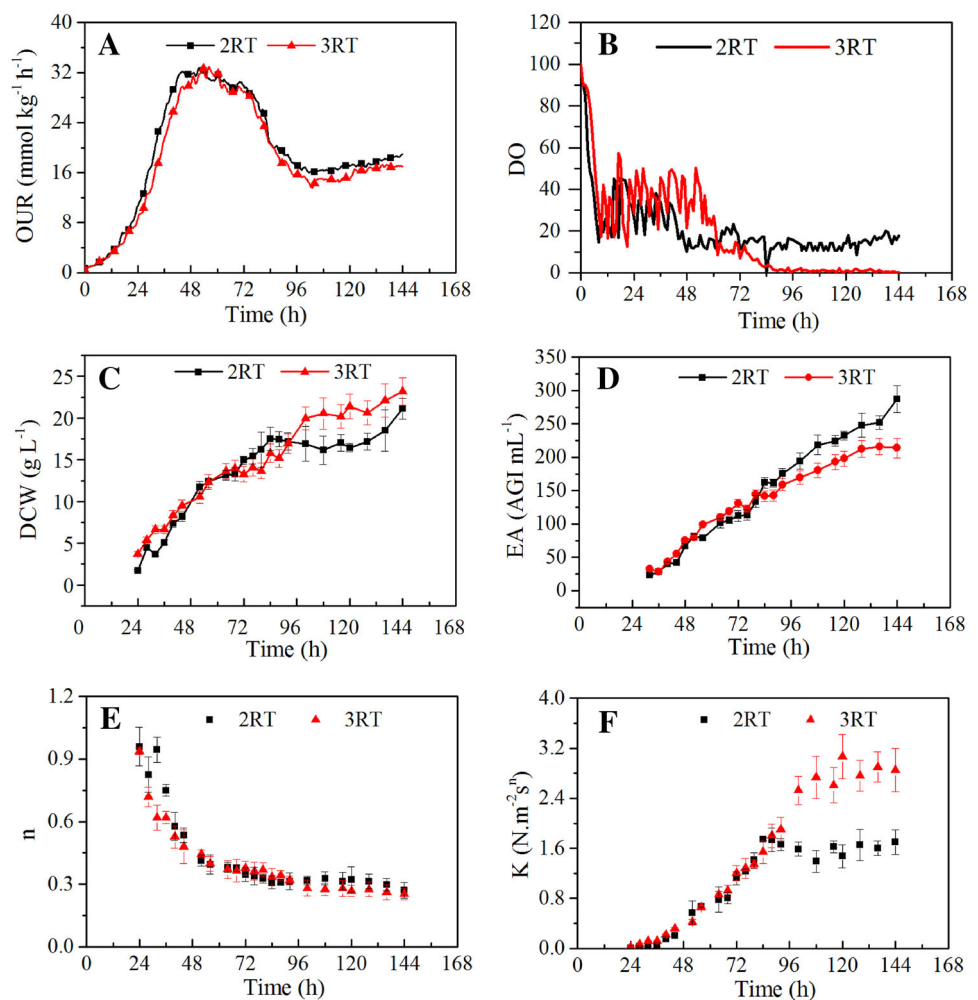 A
2RT 3RT
OUR (mmol kg⁻¹ h⁻¹)
40
32
24
16
8
0
0 24 48 72 96 120 144 168
Time (h)
B
2RT 3RT
DO
120
100
80
60
40
20
0
0 24 48 72 96 120 144 168
Time (h)
C
2RT 3RT
DCW (g L⁻¹)
25
20
15
10
5
0
0 24 48 72 96 120 144 168
Time (h)
D
2RT 3RT
EA (AGI mL⁻¹)
350
300
250
200
150
100
50
0
0 24 48 72 96 120 144 168
Time (h)
E
2RT 3RT
n
1.2
0.9
0.6
0.3
0.0
0 24 48 72 96 120 144 168
Time (h)
F
2RT 3RT
K (N.m⁻²sⁿ)
4.0
3.2
2.4
1.6
0.8
0.0
0 24 48 72 96 120 144 168
Time (h)